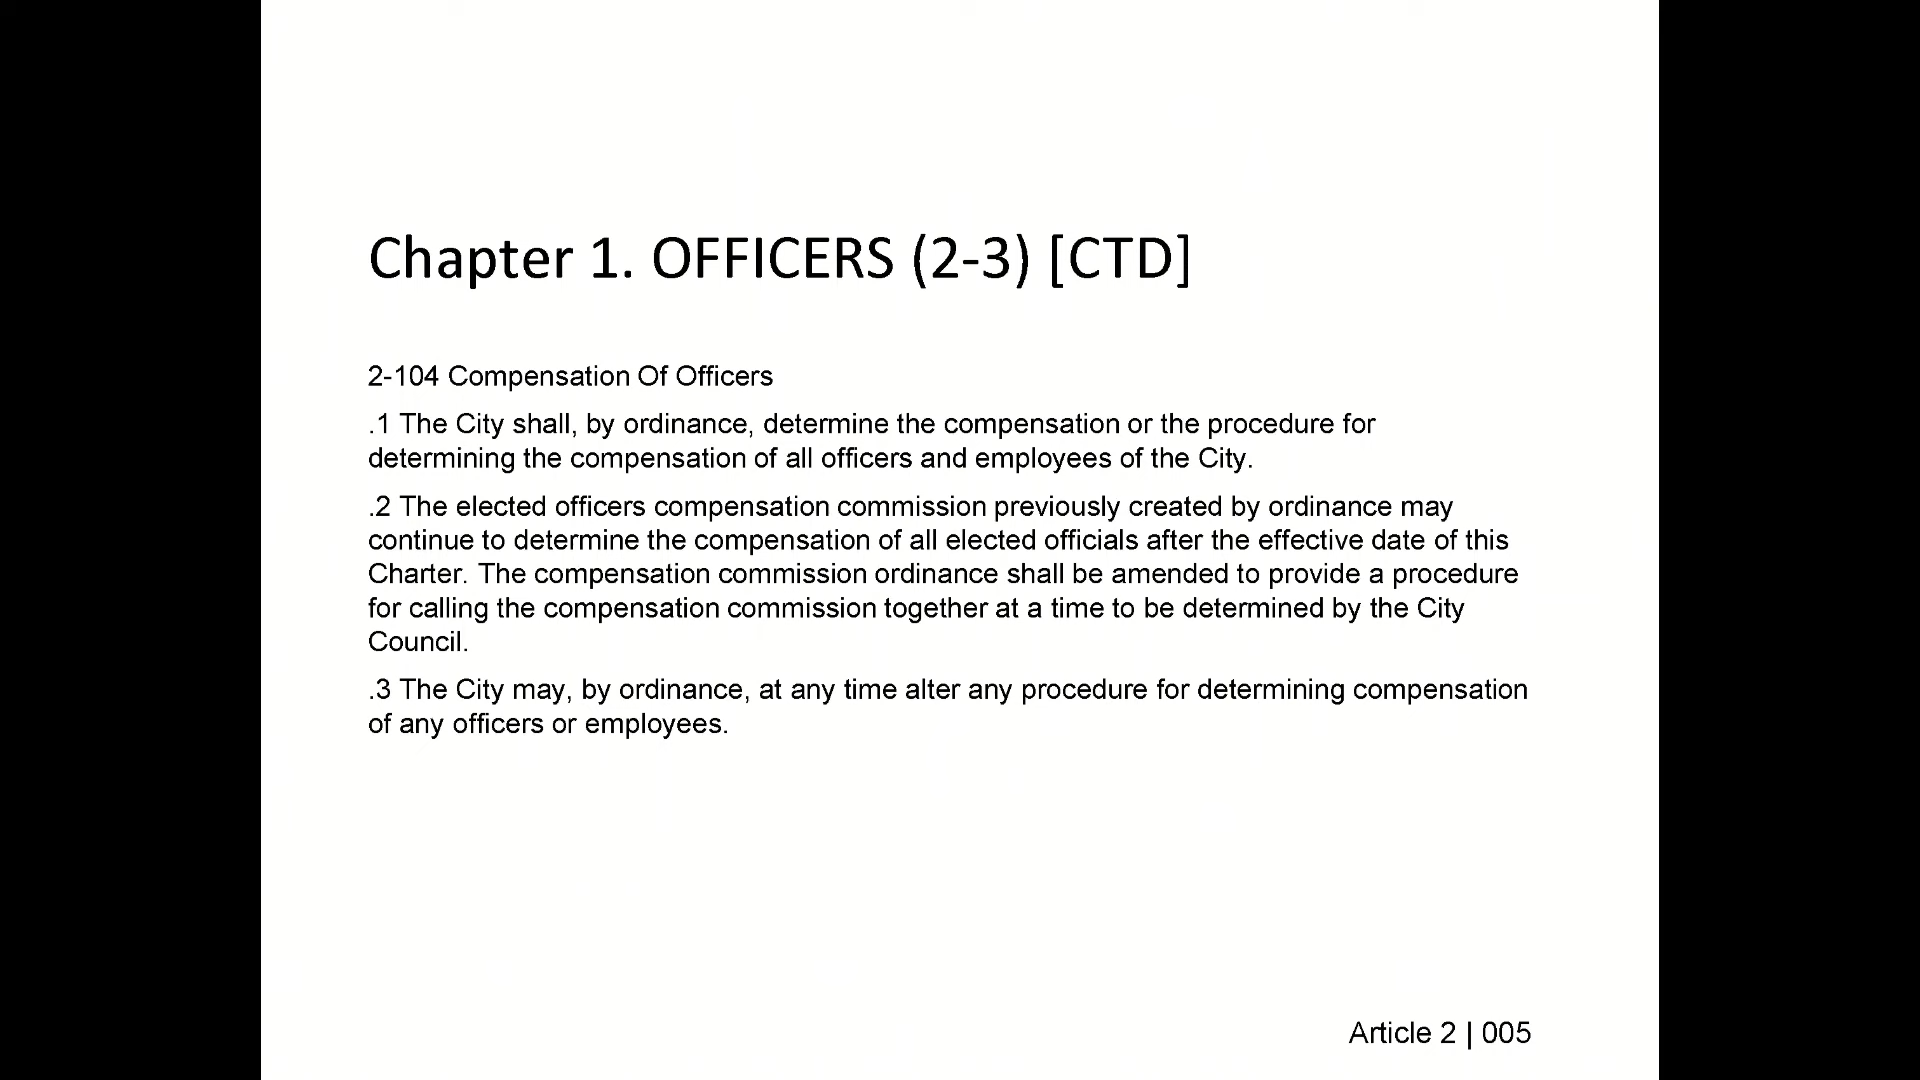 Chapter 1. OFFICERS (2-3) [CTD]
2-104 Compensation Of Officers
.1 The City shall, by ordinance, determine the compensation or the procedure for
determining the compensation of all officers and employees of the City.
.2 The elected officers compensation commission previously created by ordinance may
continue to determine the compensation of all elected officials after the effective date of this
Charter. The compensation commission ordinance shall be amended to provide a procedure
for calling the compensation commission together at a time to be determined by the City
Council.
.3 The City may, by ordinance, at any time alter any procedure for determining compensation
of any officers or employees.
Article 2 | 005